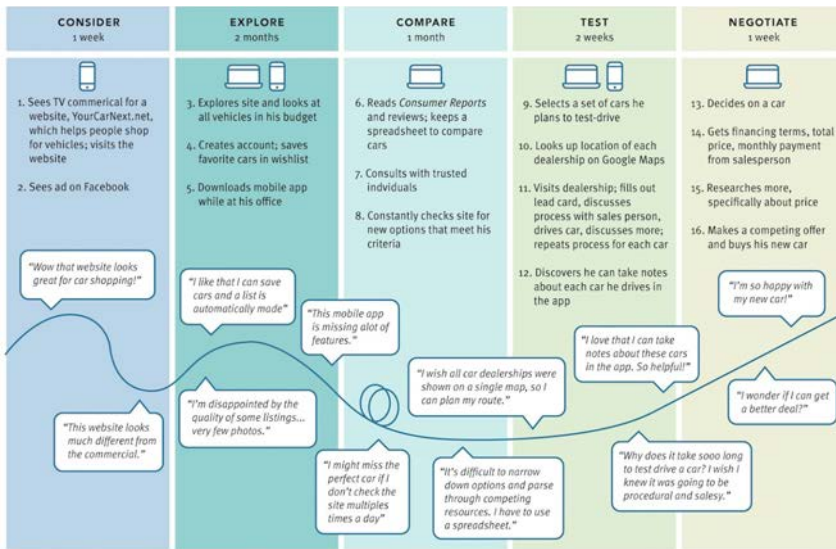 CONSIDER
1 week
EXPLORE
2 months
COMPARE
1 month
TEST
2 weeks
NEGOTIATE
1 week
1. Sees TV commerical for a
website, YourCarNext.net,
which helps people shop
for vehicles; visits the
website
2. Sees ad on Facebook
3. Explores site and looks at
all vehicles in his budget
4. Creates account; saves
favorite cars in wishlist
5. Downloads mobile app
while at his office
6. Reads Consumer Reports
and reviews; keeps a
spreadsheet to compare
cars
7. Consults with trusted
indivduals
8. Constantly checks site for
new options that meet his
criteria
9. Selects a set of cars he
plans to test-drive
10. Looks up location of each
dealership on Google Maps
11. Visits dealership; fills out
lead card, discusses
process with sales person,
drives car, discusses more;
repeats process for each car
12. Discovers he can take notes
about each car he drives in
the app
13. Decides on a car
14. Gets financing terms, total
price, monthly payment
from salesperson
15. Researches more,
specifically about price
16. Makes a competing offer
and buys his new car
"Wow that website looks
great for car shopping!"
"This website looks
much different from
the commercial."
"I like that I can save
cars and a list is
automatically made"
"I'm disappointed by the
quality of some listings...
very few photos."
"This mobile app
is missing alot of
features."
"I might miss the
perfect car if I
don't check the
site multiple
times a day"
"I wish all car dealerships were
shown on a single map, so I
can plan my route."
"It's difficult to narrow
down options and parse
through competing
resources. I have to use
a spreadsheet."
"I love that I can take
notes about these cars
in the app. So helpful!"
"Why does it take sooo long
to test drive a car? I wish I
knew it was going to be
procedural and salesy."
"I'm so happy with
my new car!"
"I wonder if I can get
a better deal?"